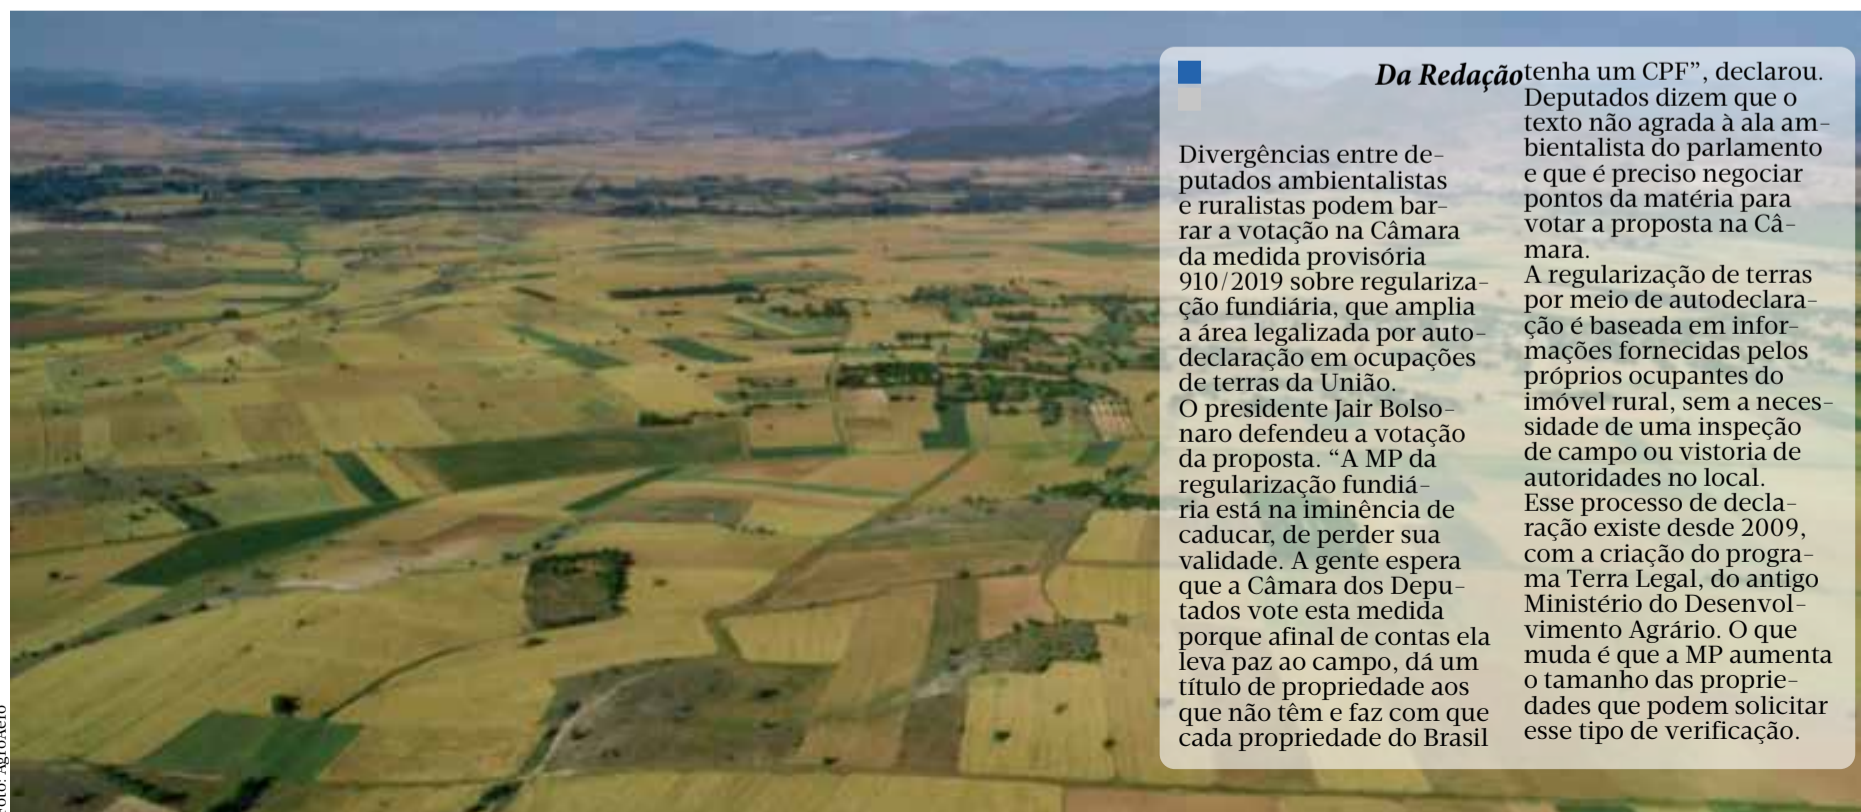 Da Redação
Divergências entre de-
putados ambientalistas
e ruralistas podem bar-
rar a votação na Câmara
da medida provisória
910/2019 sobre regulariza-
ção fundiária, que amplia
a área legalizada por auto-
declaração em ocupações
de terras da União.
O presidente Jair Bolso-
naro defendeu a votação
da proposta. “A MP da
regularização fundiá-
ria está na iminência de
caducar, de perder sua
validade. A gente espera
que a Câmara dos Depu-
tados vote esta medida
porque afinal de contas ela
leva paz ao campo, dá um
título de propriedade aos
que não têm e faz com que
cada propriedade do Brasil
tenha um CPF”, declarou.
Deputados dizem que o
texto não agrada à ala am-
bientalista do parlamento
e que é preciso negociar
pontos da matéria para
votar a proposta na Câ-
mara.
A regularização de terras
por meio de autodeclara-
ção é baseada em infor-
mações fornecidas pelos
próprios ocupantes do
imóvel rural, sem a neces-
sidade de uma inspeção
de campo ou vistoria de
autoridades no local.
Esse processo de decla-
ração existe desde 2009,
com a criação do progra-
ma Terra Legal, do antigo
Ministério do Desenvol-
vimento Agrário. O que
muda é que a MP aumenta
o tamanho das proprie-
dades que podem solicitar
esse tipo de verificação.
Foto: AgroAero